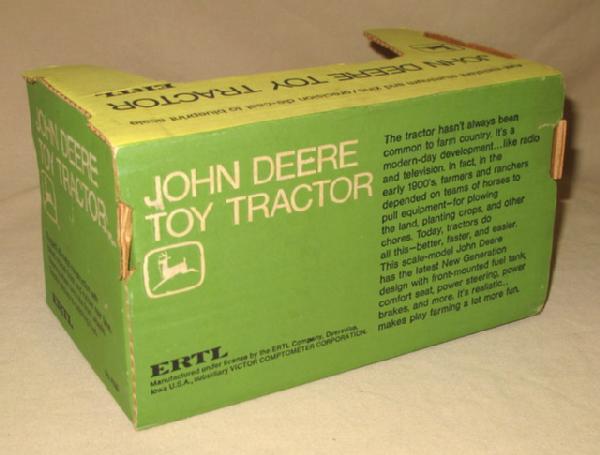 JOHN DEERE TOY TRACTOR
ERTL
JOHN DEERE
TOY TRACTOR
ERTL
JOHN DEERE
TOY TRACTOR
The tractor hasn't always been
common to farm country. It's a
modern-day development...like radio
and television. In fact, in the
early 1900's, farmers and ranchers
depended on teams of horses to
pull equipment–for plowing
the land, planting crops, and other
chores. Today, tractors do
all this–better, faster, and easier.
This scale-model John Deere
has the latest New Generation
design with front-mounted fuel tank,
comfort seat, power steering, power
brakes, and more. It's realistic...
makes play farming a lot more fun.
ERTL
Manufactured under license by the ERTL Company, Dyersville,
Iowa U.S.A., subsidiary VICTOR COMPTOMETER CORPORATION.